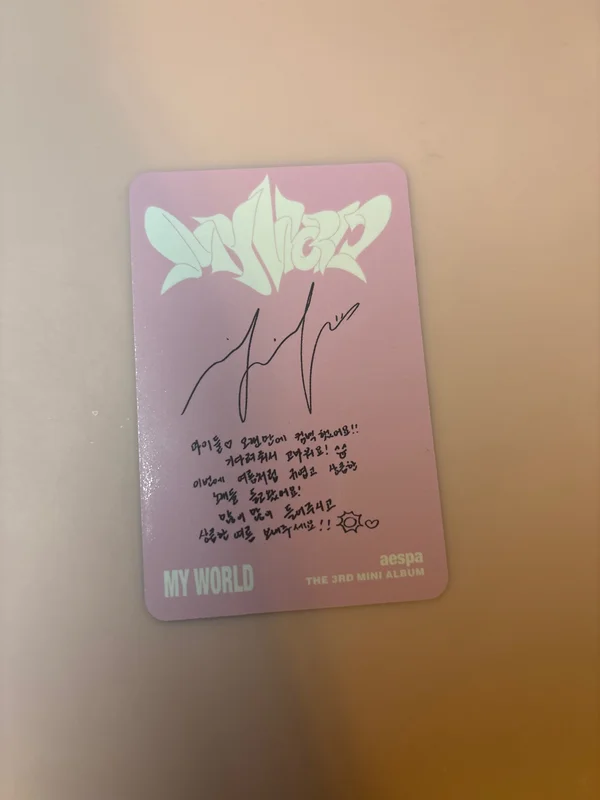 MY WORLD
마이들♡ 오랜만에 컴백 했어요!!
기다려줘서 고마워요! ^^
이번에 여름처럼 귀엽고 상큼한
노래들 들고왔어요!
많이 많이 들어주시고
상큼한 여름 보내주세요!!
MY WORLD
aespa
THE 3RD MINI ALBUM